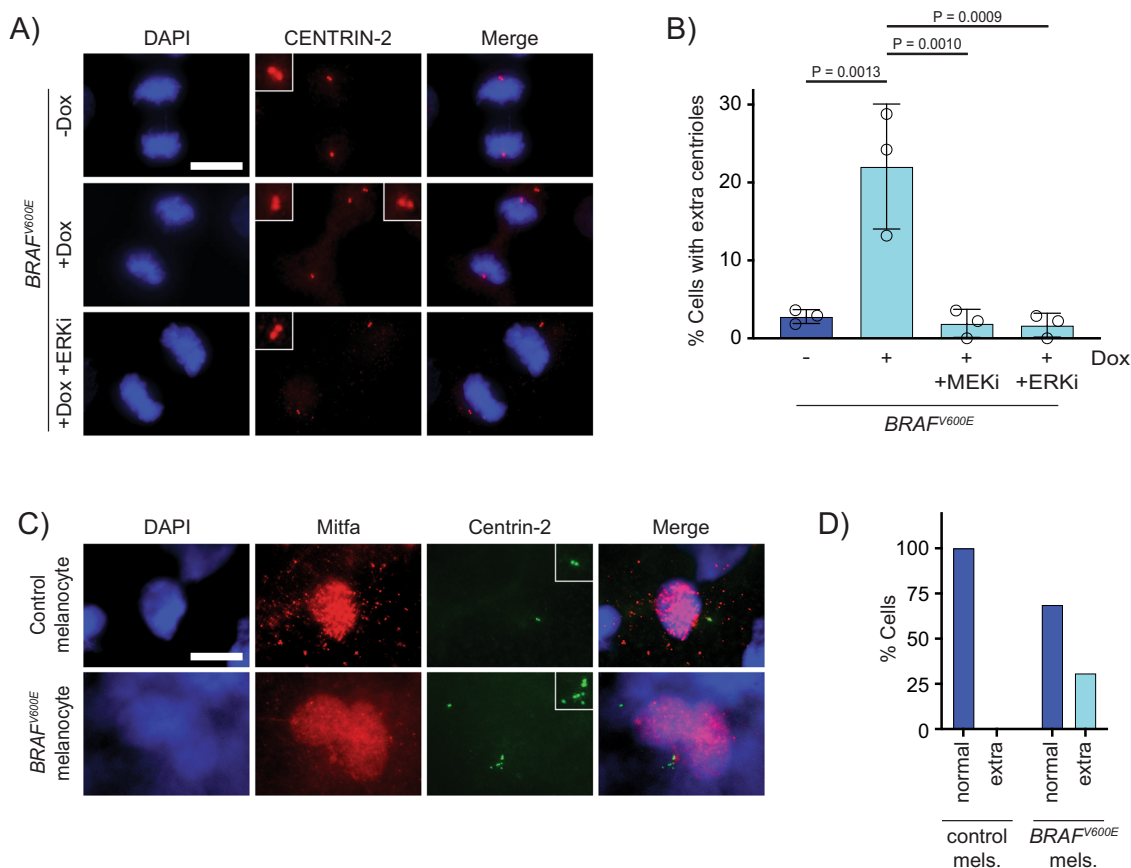 A)
DAPI
CENTRIN-2
Merge
BRAFV600E
-Dox
+Dox
+Dox +ERKi
B)
P = 0.0009
P = 0.0010
P = 0.0013
% Cells with extra centrioles
30
20
10
0
- + + + Dox
+MEKi +ERKi
BRAFV600E
C)
DAPI
Mitfa
Centrin-2
Merge
Control
melanocyte
BRAFV600E
melanocyte
D)
% Cells
100
75
50
25
0
normal
extra
normal
extra
control
mels.
BRAFV600E
mels.